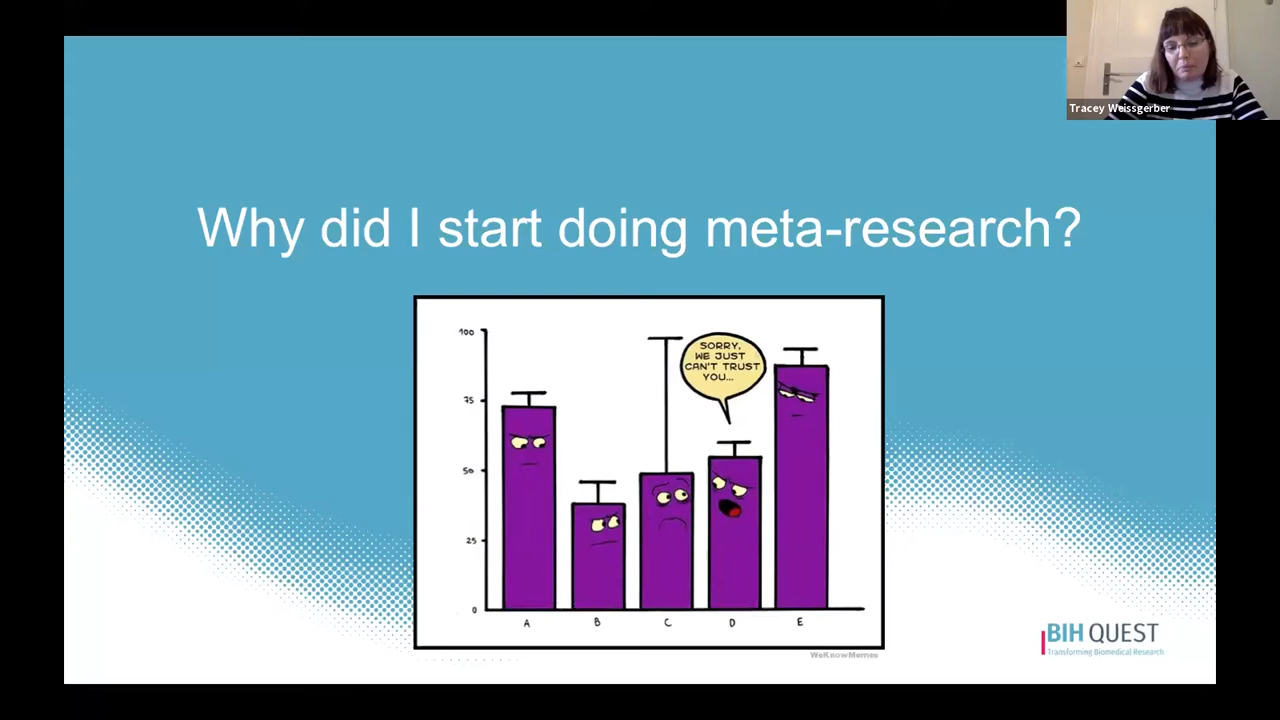 Tracey Weissgerber
Why did I start doing meta-research?
100
75
50
25
0
SORRY,
WE JUST
CAN'T TRUST
YOU...
A B C D E
WeKnowMemes
BIH QUEST
Transforming Biomedical Research